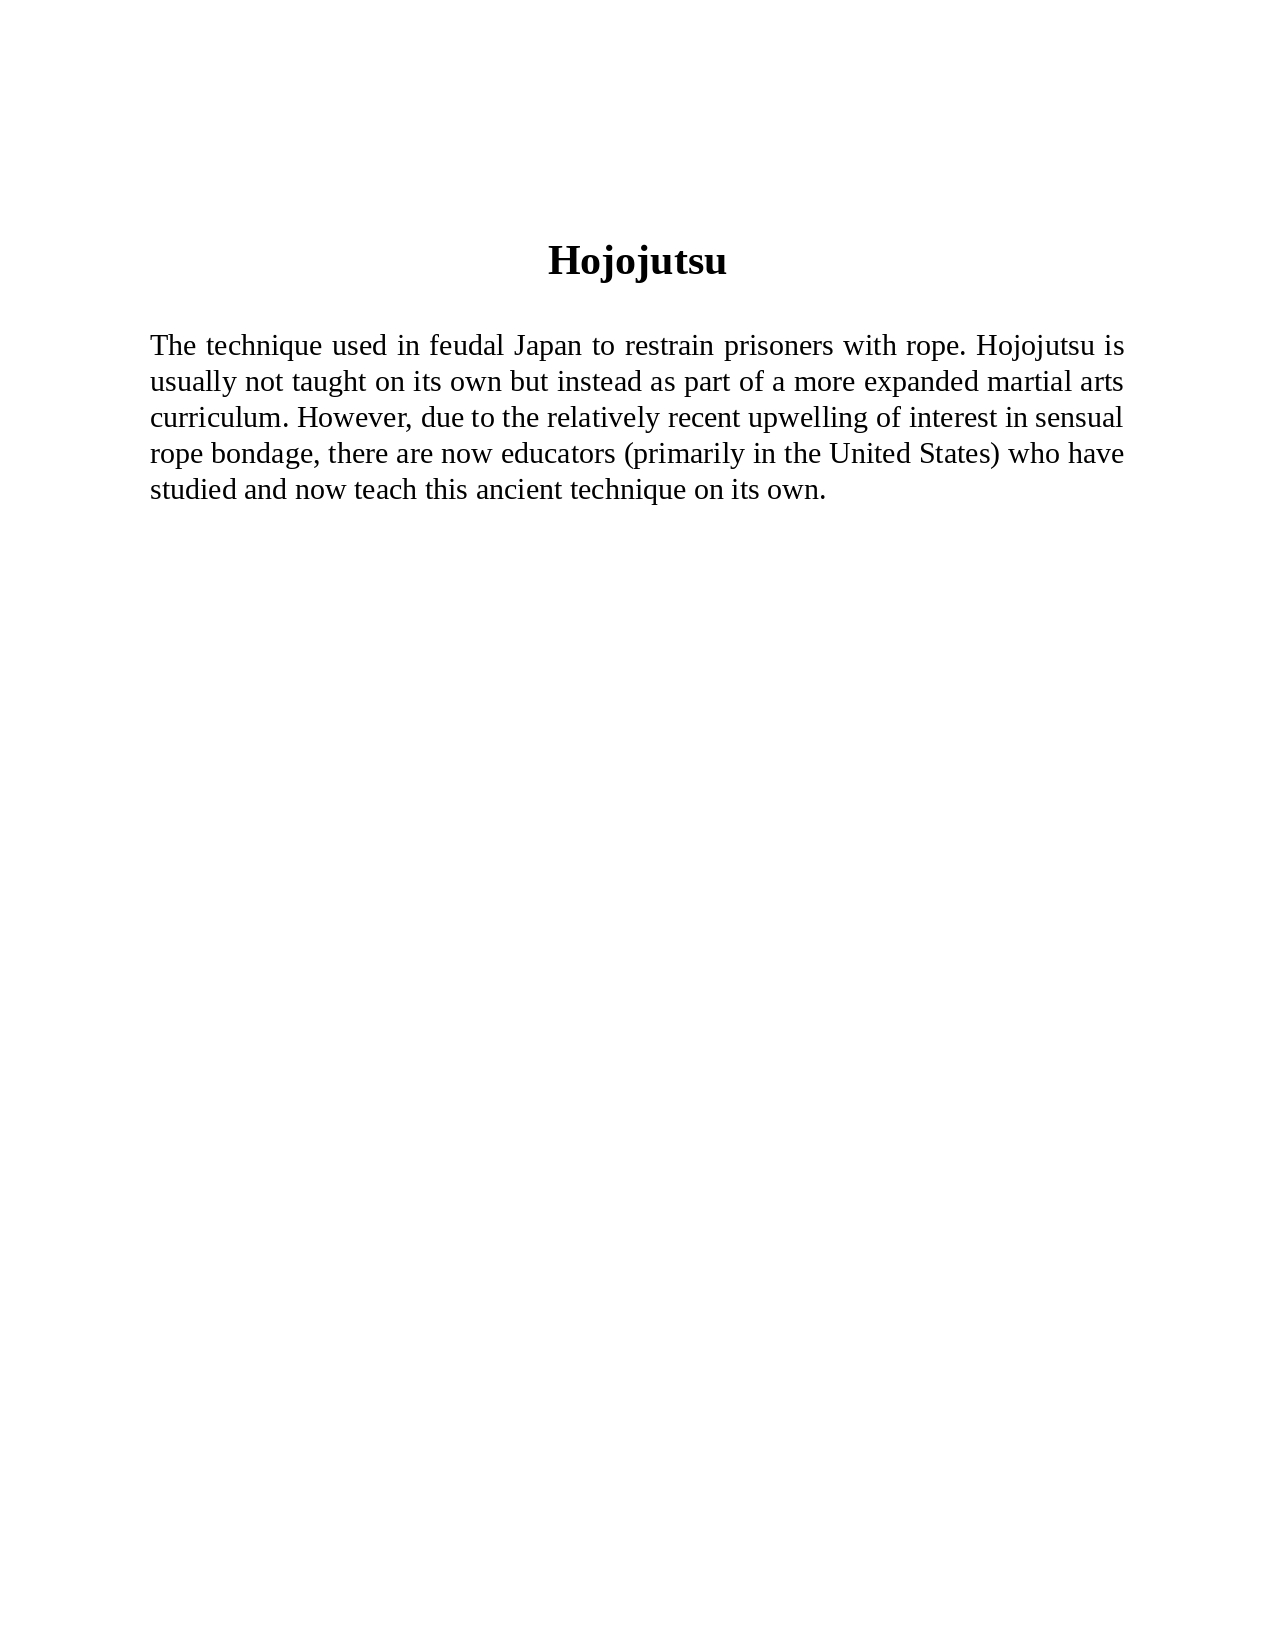 Hojojutsu
The technique used in feudal Japan to restrain prisoners with rope. Hojojutsu is
usually not taught on its own but instead as part of a more expanded martial arts
curriculum. However, due to the relatively recent upwelling of interest in sensual
rope bondage, there are now educators (primarily in the United States) who have
studied and now teach this ancient technique on its own.